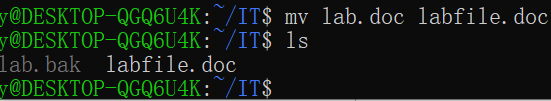 y@DESKTOP-QGQ6U4K:~/IT$ mv lab.doc labfile.doc
y@DESKTOP-QGQ6U4K:~/IT$ ls
lab.bak  labfile.doc
y@DESKTOP-QGQ6U4K:~/IT$